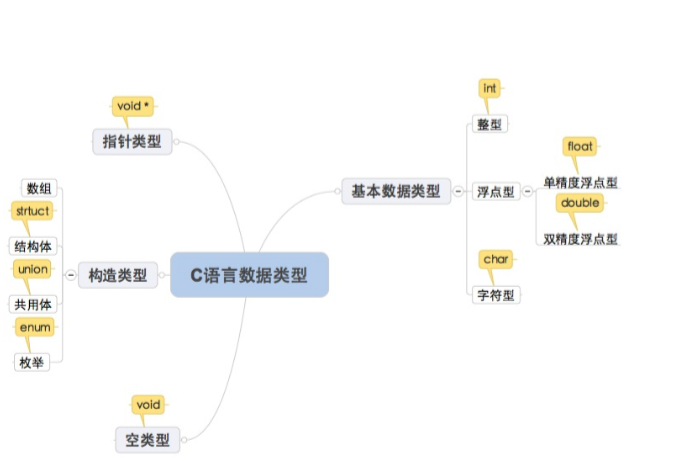 void *
指针类型
数组
strtuct
结构体
union
共用体
enum
枚举
构造类型
void
空类型
C语言数据类型
基本数据类型
int
整型
浮点型
float
单精度浮点型
double
双精度浮点型
char
字符型